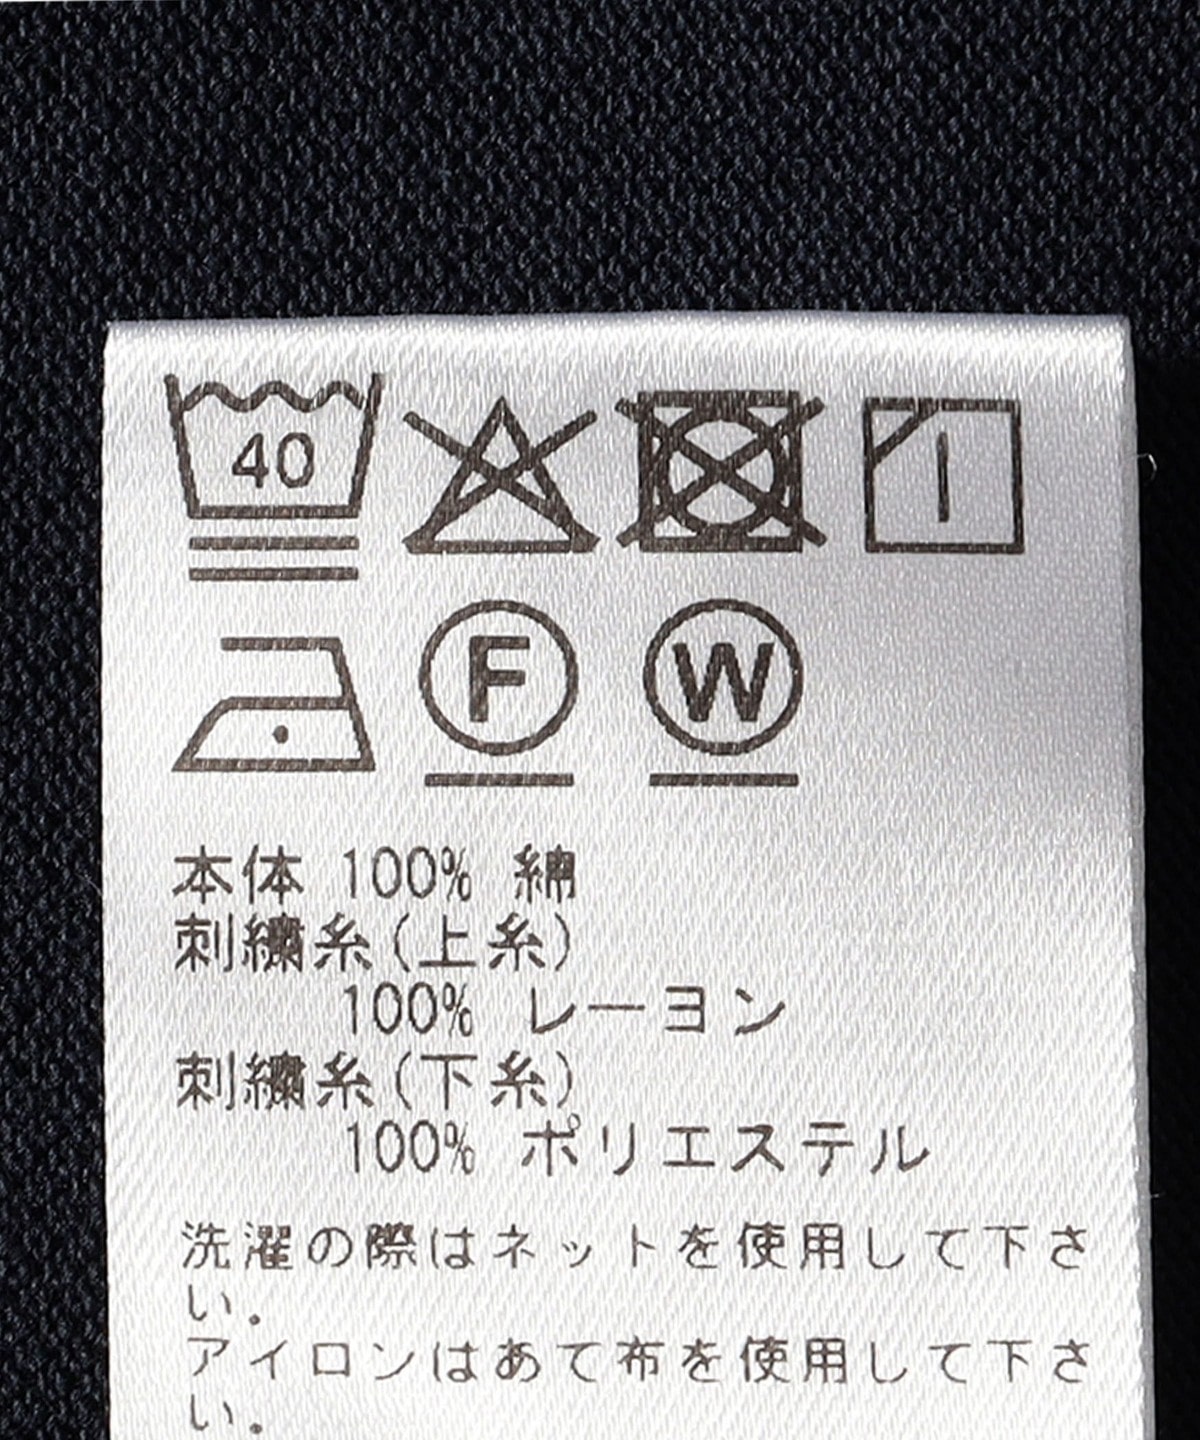 40
F W
本体 100% 綿
刺繍糸(上糸)
100% レーヨン
刺繍糸(下糸)
100% ポリエステル
洗濯の際はネットを使用して下さ
い.
アイロンはあて布を使用して下さ
い.